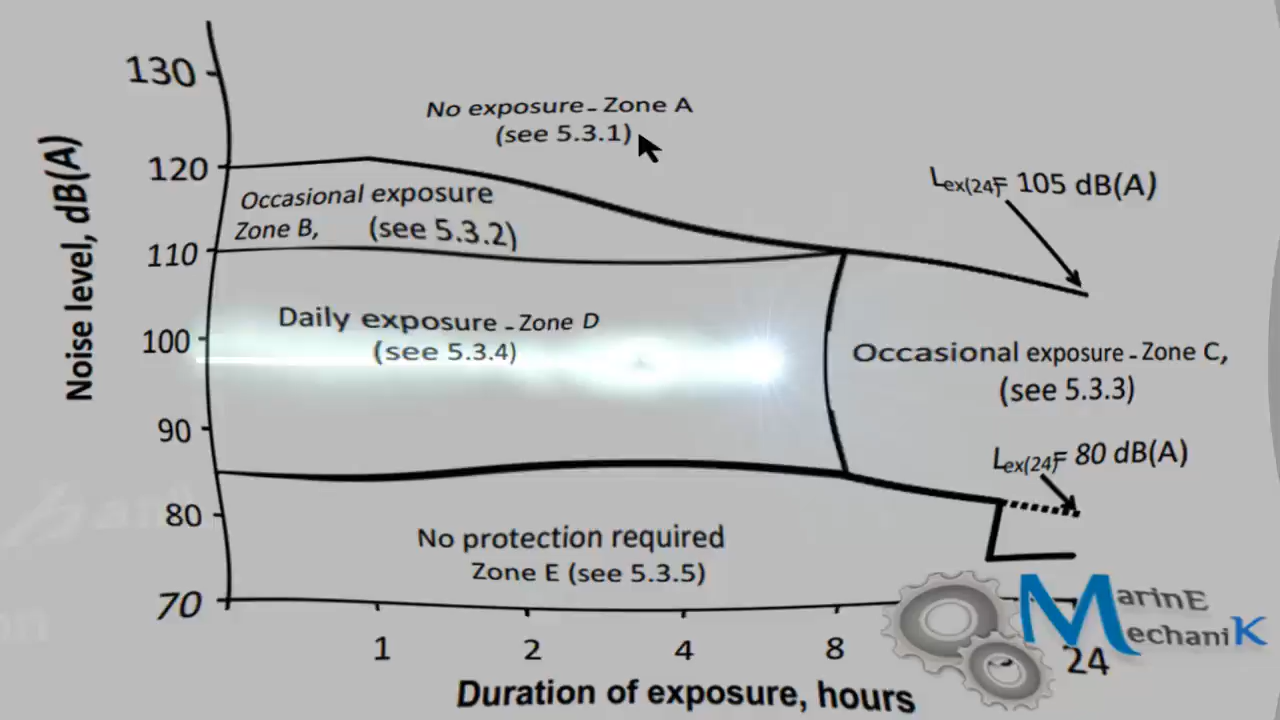 130
120
110
100
90
80
70
Noise level, dB(A)
No exposure - Zone A
(see 5.3.1)
Lex(24)= 105 dB(A)
Occasional exposure
Zone B, (see 5.3.2)
Daily exposure - Zone D
(see 5.3.4)
Occasional exposure - Zone C,
(see 5.3.3)
Lex(24)= 80 dB(A)
No protection required
Zone E (see 5.3.5)
1 2 4 8 24
Duration of exposure, hours
MarinE
MechaniK